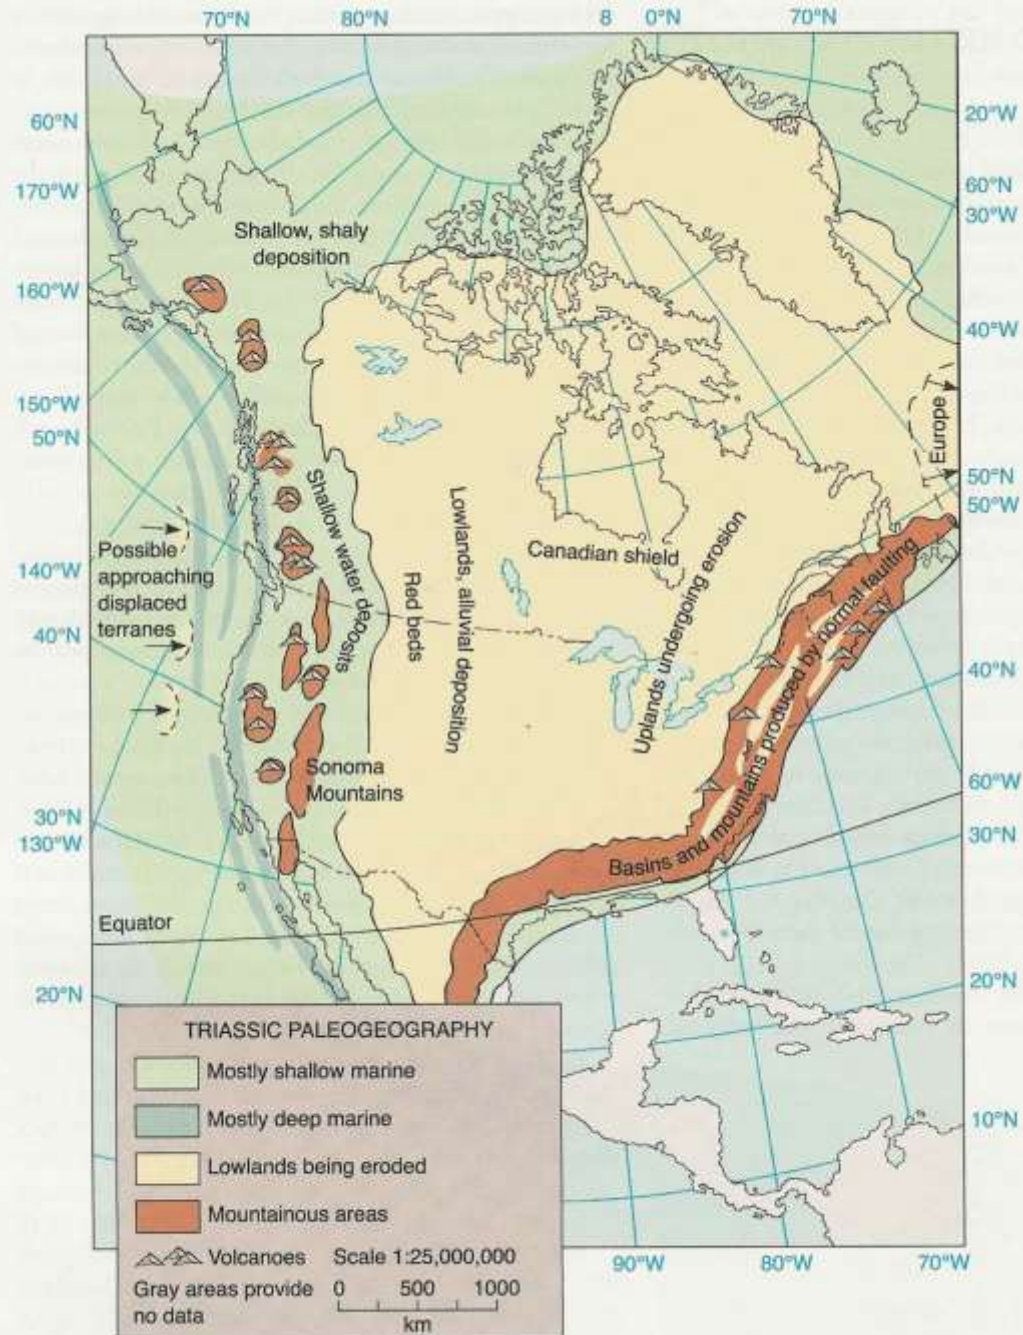 70°N
80°N
8
0°N
70°N
60°N
170°W
160°W
150°W
50°N
140°W
40°N
30°N
130°W
20°N
20°W
60°N
30°W
40°W
50°N
50°W
40°N
60°W
30°N
20°N
10°N
90°W
80°W
70°W
Shallow, shaly
deposition
Europe
Shallow water deposits
Possible
approaching
displaced
terranes
Red beds
Lowlands, alluvial deposition
Canadian shield
Uplands undergoing erosion
Basins and mountains produced by normal faulting
Sonoma
Mountains
Equator
TRIASSIC PALEOGEOGRAPHY
Mostly shallow marine
Mostly deep marine
Lowlands being eroded
Mountainous areas
Volcanoes
Scale 1:25,000,000
Gray areas provide
no data
0 500 1000
km